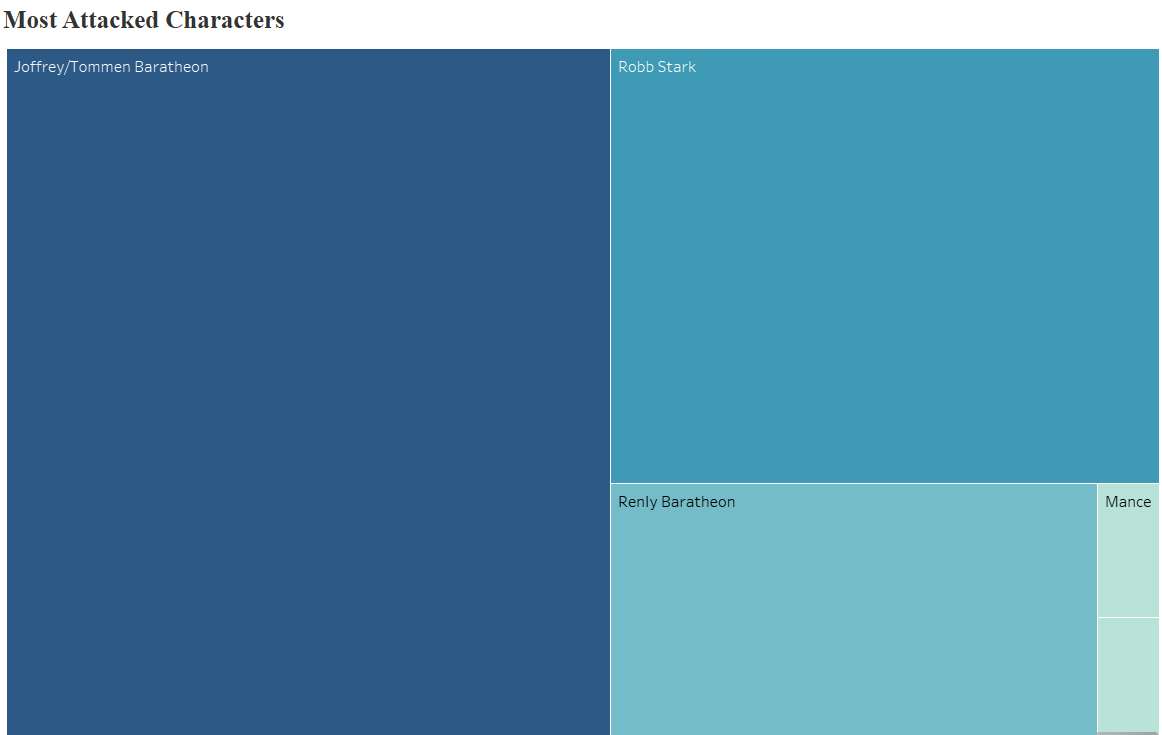 Most Attacked Characters
Joffrey/Tommen Baratheon
Robb Stark
Renly Baratheon
Mance